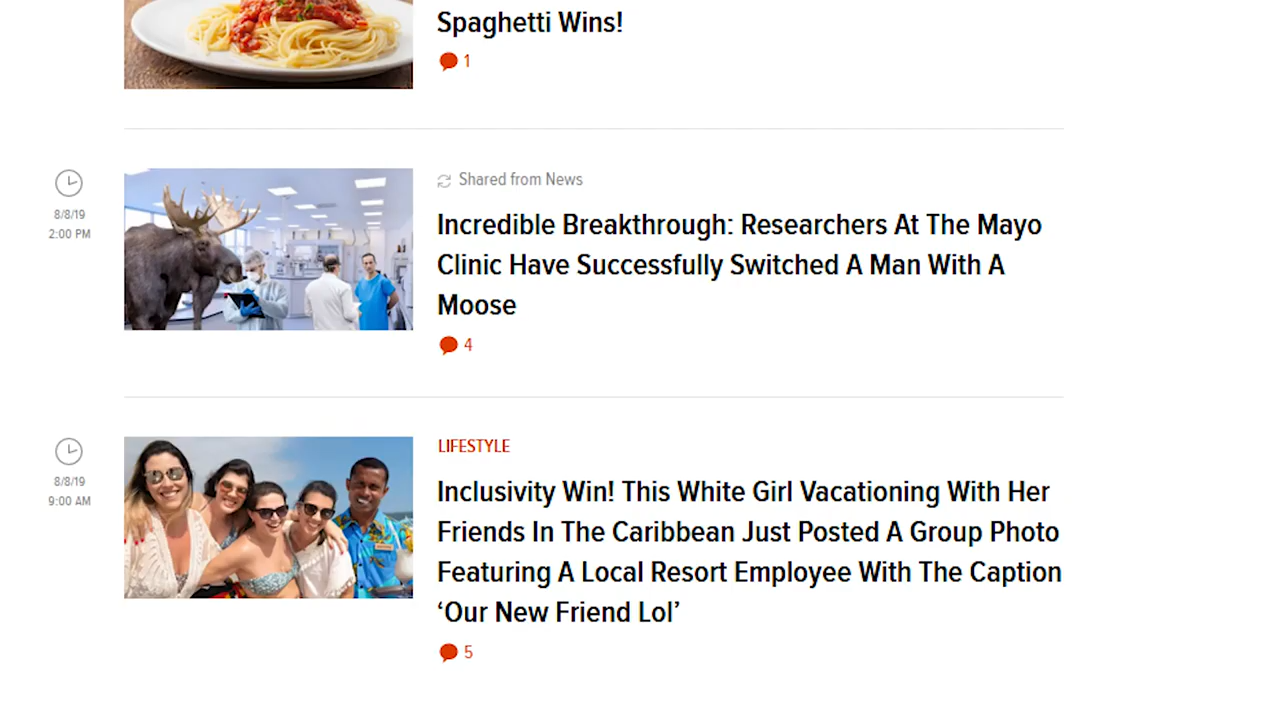 Spaghetti Wins!
1
8/8/19
2:00 PM
Shared from News
Incredible Breakthrough: Researchers At The Mayo
Clinic Have Successfully Switched A Man With A
Moose
4
8/8/19
9:00 AM
LIFESTYLE
Inclusivity Win! This White Girl Vacationing With Her
Friends In The Caribbean Just Posted A Group Photo
Featuring A Local Resort Employee With The Caption
‘Our New Friend Lol’
5